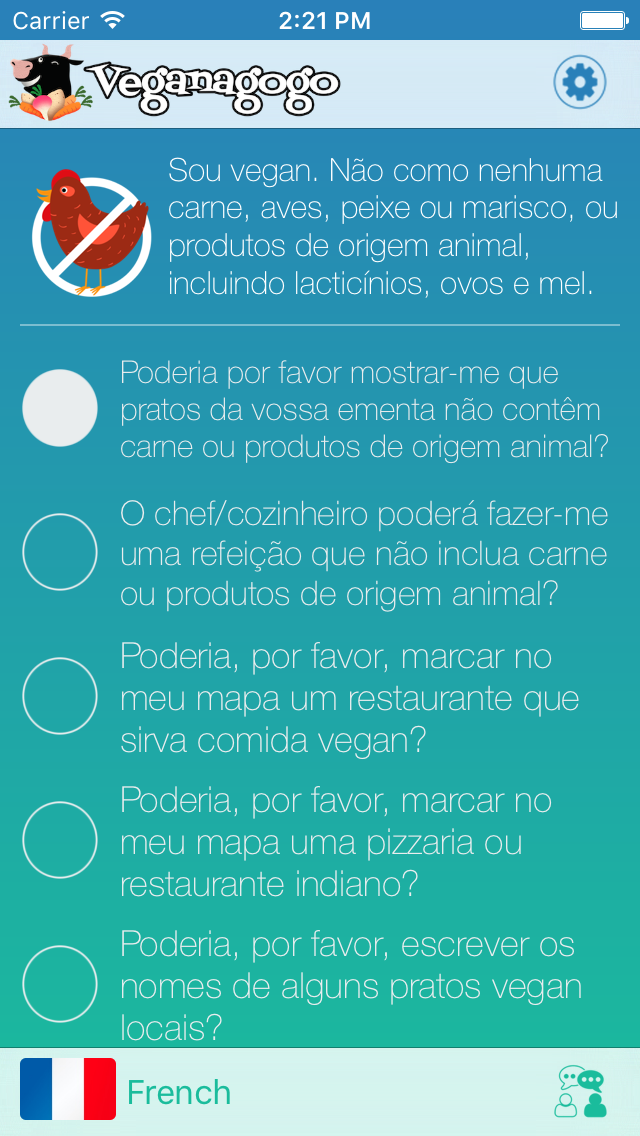 Carrier 2:21 PM
Veganagogo
Sou vegan. Não como nenhuma
carne, aves, peixe ou marisco, ou
produtos de origem animal,
incluindo lacticínios, ovos e mel.
Poderia por favor mostrar-me que
pratos da vossa ementa não contêm
carne ou produtos de origem animal?
O chef/cozinheiro poderá fazer-me
uma refeição que não inclua carne
ou produtos de origem animal?
Poderia, por favor, marcar no
meu mapa um restaurante que
sirva comida vegan?
Poderia, por favor, marcar no
meu mapa uma pizzaria ou
restaurante indiano?
Poderia, por favor, escrever os
nomes de alguns pratos vegan
locais?
French